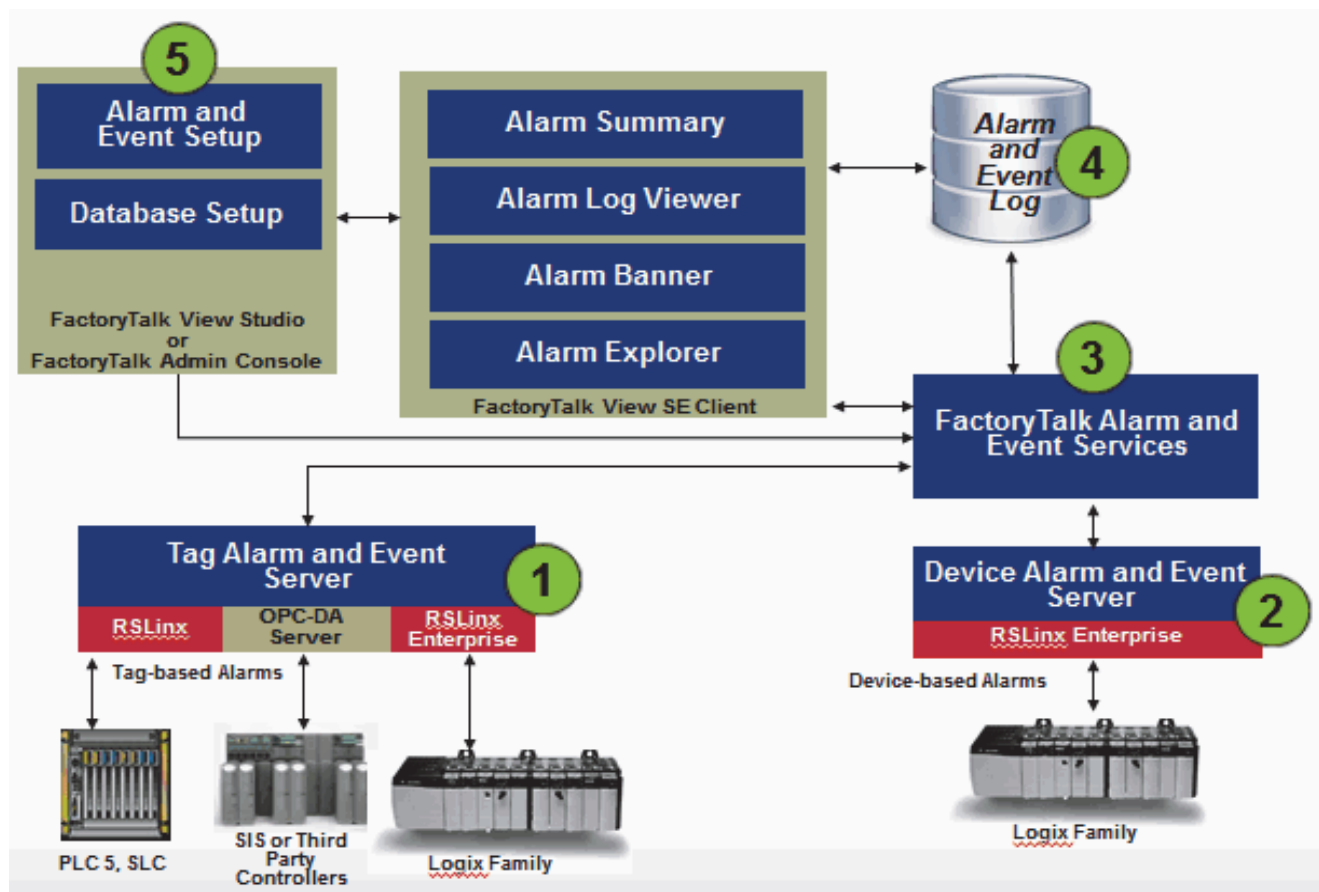 5
Alarm and
Event Setup
Database Setup
FactoryTalk View Studio
or
FactoryTalk Admin Console
Alarm Summary
Alarm Log Viewer
Alarm Banner
Alarm Explorer
FactoryTalk View SE Client
Alarm
and
Event
Log
4
3
FactoryTalk Alarm and
Event Services
Tag Alarm and Event
Server
1
RSLinx
OPC-DA
Server
RSLinx
Enterprise
Tag-based Alarms
PLC 5, SLC
SIS or Third
Party
Controllers
Logix Family
Device Alarm and Event
Server
2
RSLinx Enterprise
Device-based Alarms
Logix Family